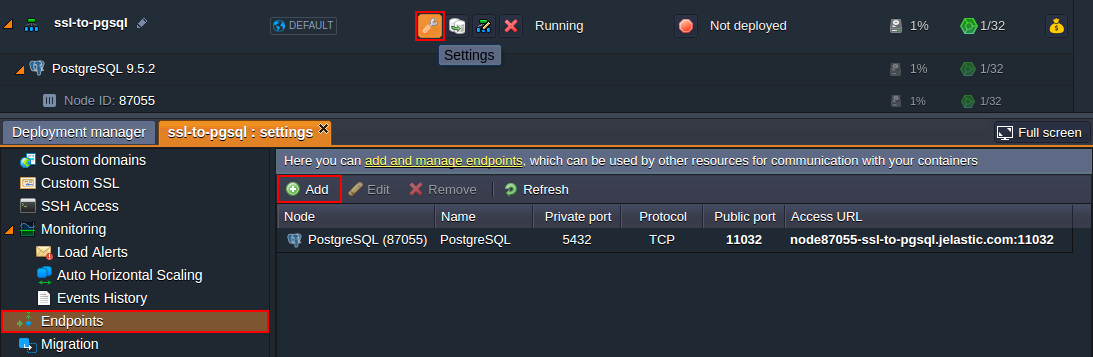 ssl-to-pgsql DEFAULT Running Not deployed 1% 1/32
Settings
PostgreSQL 9.5.2 1% 1/32
Node ID: 87055 1% 1/32
Deployment manager ssl-to-pgsql : settings Full screen
Custom domains
Custom SSL
SSH Access
Monitoring
Load Alerts
Auto Horizontal Scaling
Events History
Endpoints
Migration
Here you can add and manage endpoints, which can be used by other resources for communication with your containers
Add Edit Remove Refresh
Node Name Private port Protocol Public port Access URL
PostgreSQL (87055) PostgreSQL 5432 TCP 11032 node87055-ssl-to-pgsql.jelastic.com:11032